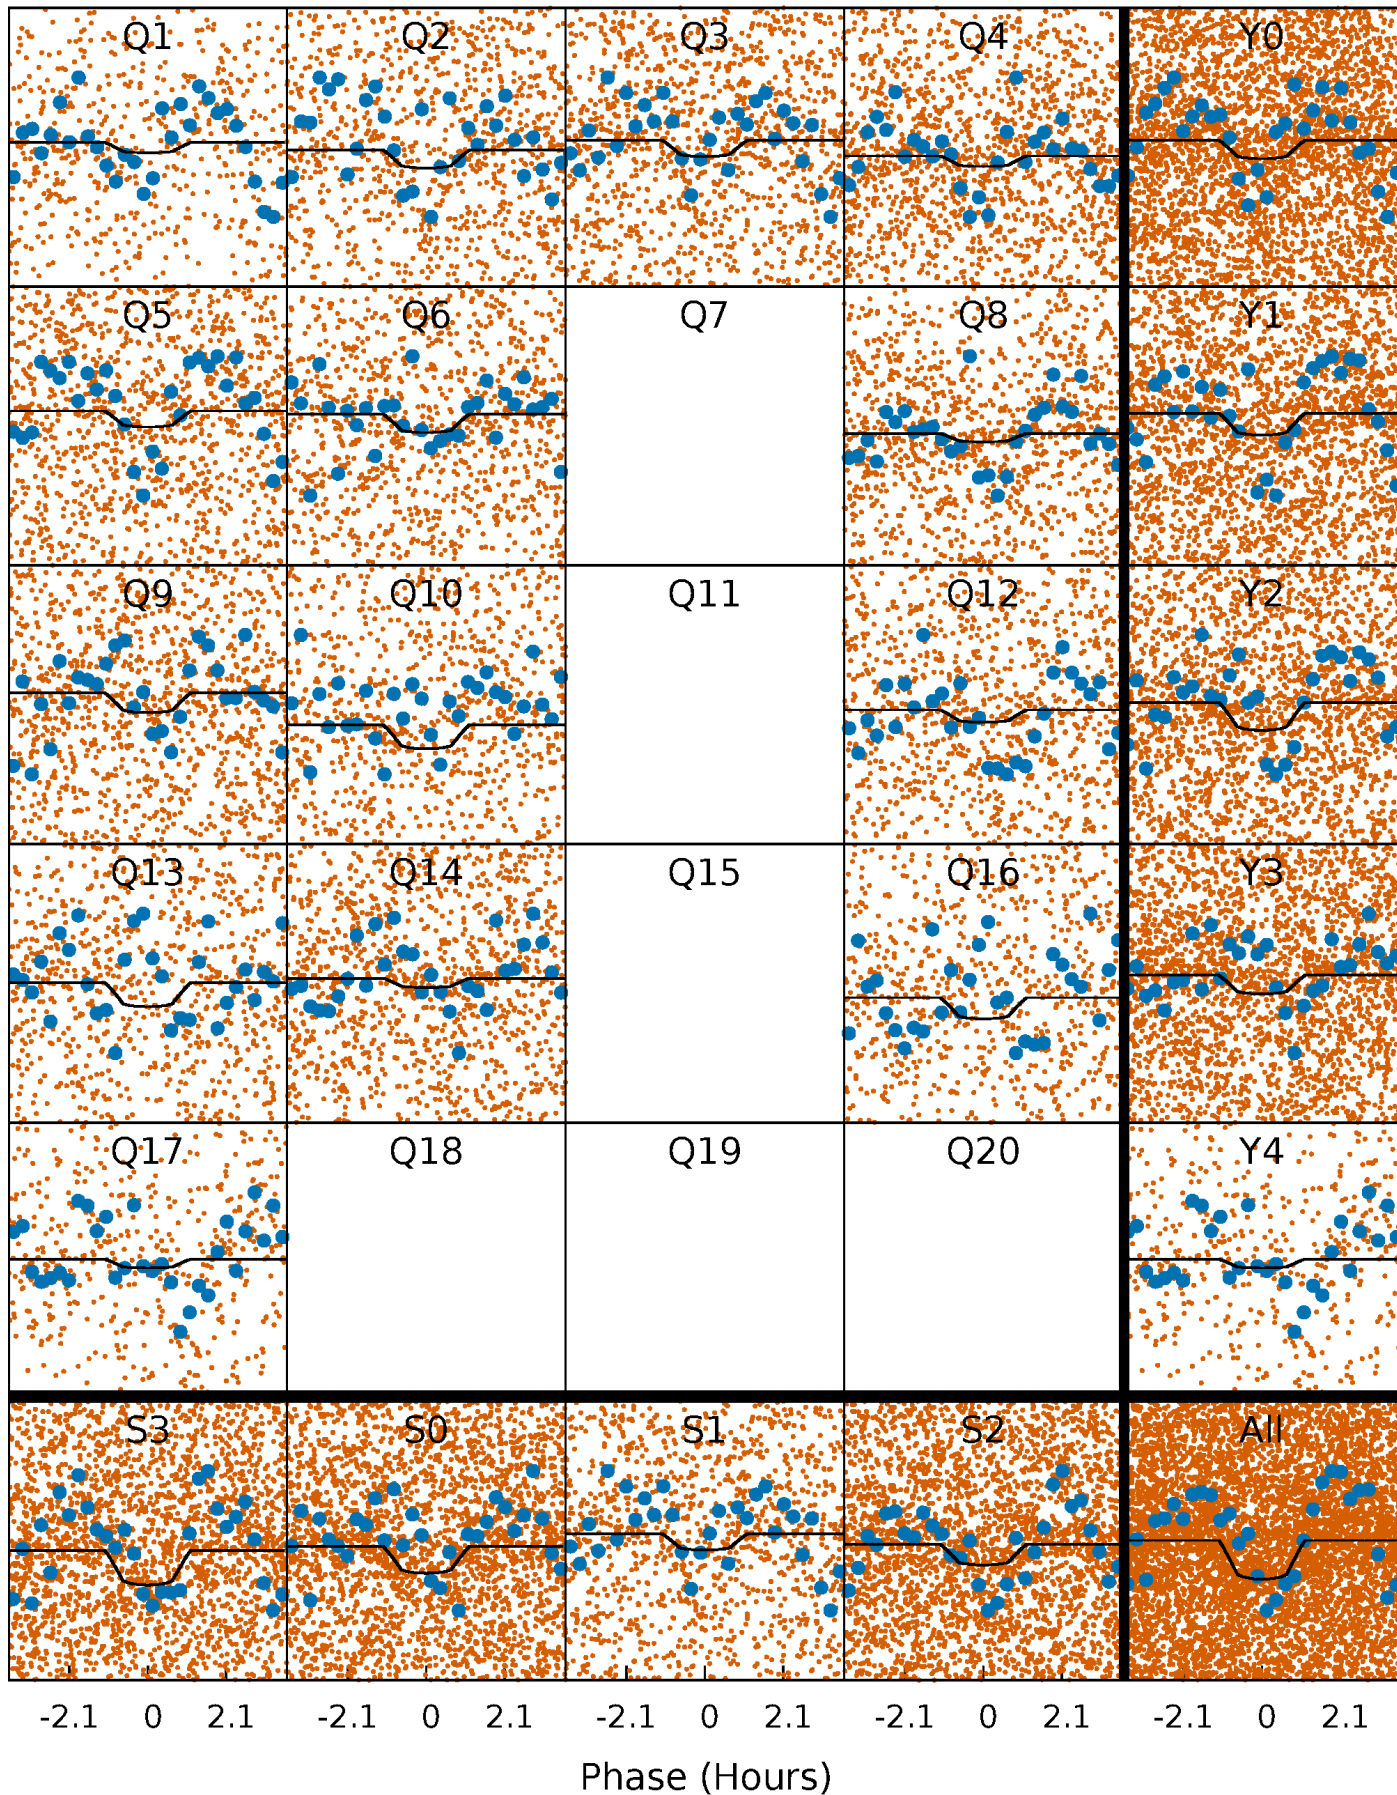 Q1 Q2 Q3 Q4 Y0
Q5 Q6 Q7 Q8 Y1
Q9 Q10 Q11 Q12 Y2
Q13 Q14 Q15 Q16 Y3
Q17 Q18 Q19 Q20 Y4
S3 S0 S1 S2 All
-2.1 0 2.1 -2.1 0 2.1 -2.1 0 2.1 -2.1 0 2.1 -2.1 0 2.1
Phase (Hours)